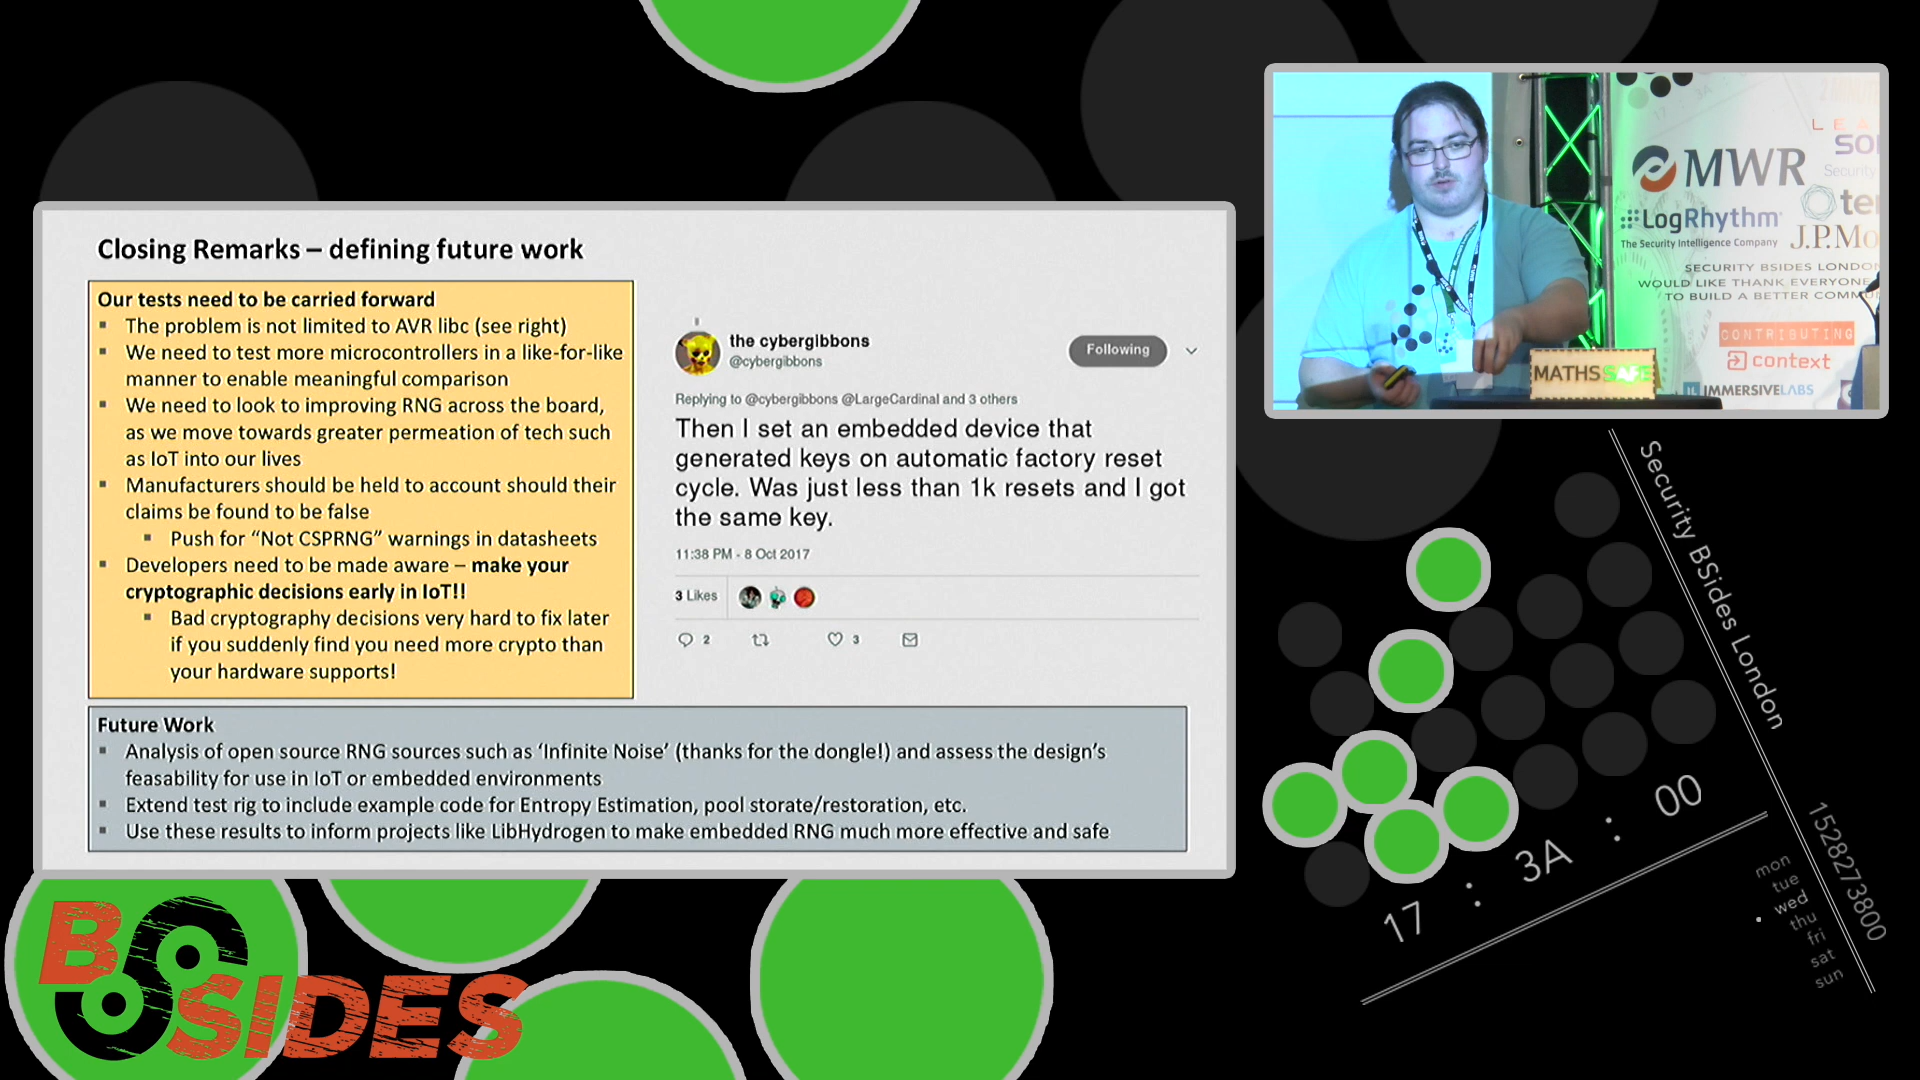 Closing Remarks – defining future work
Our tests need to be carried forward
▪ The problem is not limited to AVR libc (see right)
▪ We need to test more microcontrollers in a like-for-like
manner to enable meaningful comparison
▪ We need to look to improving RNG across the board,
as we move towards greater permeation of tech such
as IoT into our lives
▪ Manufacturers should be held to account should their
claims be found to be false
▪ Push for “Not CSPRNG” warnings in datasheets
▪ Developers need to be made aware – make your
cryptographic decisions early in IoT!!
▪ Bad cryptography decisions very hard to fix later
if you suddenly find you need more crypto than
your hardware supports!
the cybergibbons
@cybergibbons
Following
Replying to @cybergibbons @LargeCardinal and 3 others
Then I set an embedded device that
generated keys on automatic factory reset
cycle. Was just less than 1k resets and I got
the same key.
11:38 PM - 8 Oct 2017
3 Likes
2
3
Future Work
▪ Analysis of open source RNG sources such as ‘Infinite Noise’ (thanks for the dongle!) and assess the design’s
feasability for use in IoT or embedded environments
▪ Extend test rig to include example code for Entropy Estimation, pool storate/restoration, etc.
▪ Use these results to inform projects like LibHydrogen to make embedded RNG much more effective and safe
MWR
LogRhythm
The Security Intelligence Company
J.P.Mo
SECURITY BSIDES LONDON
WOULD LIKE THANK EVERYONE
TO BUILD A BETTER COMMU
CONTRIBUTING
context
IMMERSIVELABS
MATHSSAFE
Security BSides London
17 : 3A : 00
1528273800
mon
tue
wed
thu
fri
sat
sun
BSIDES